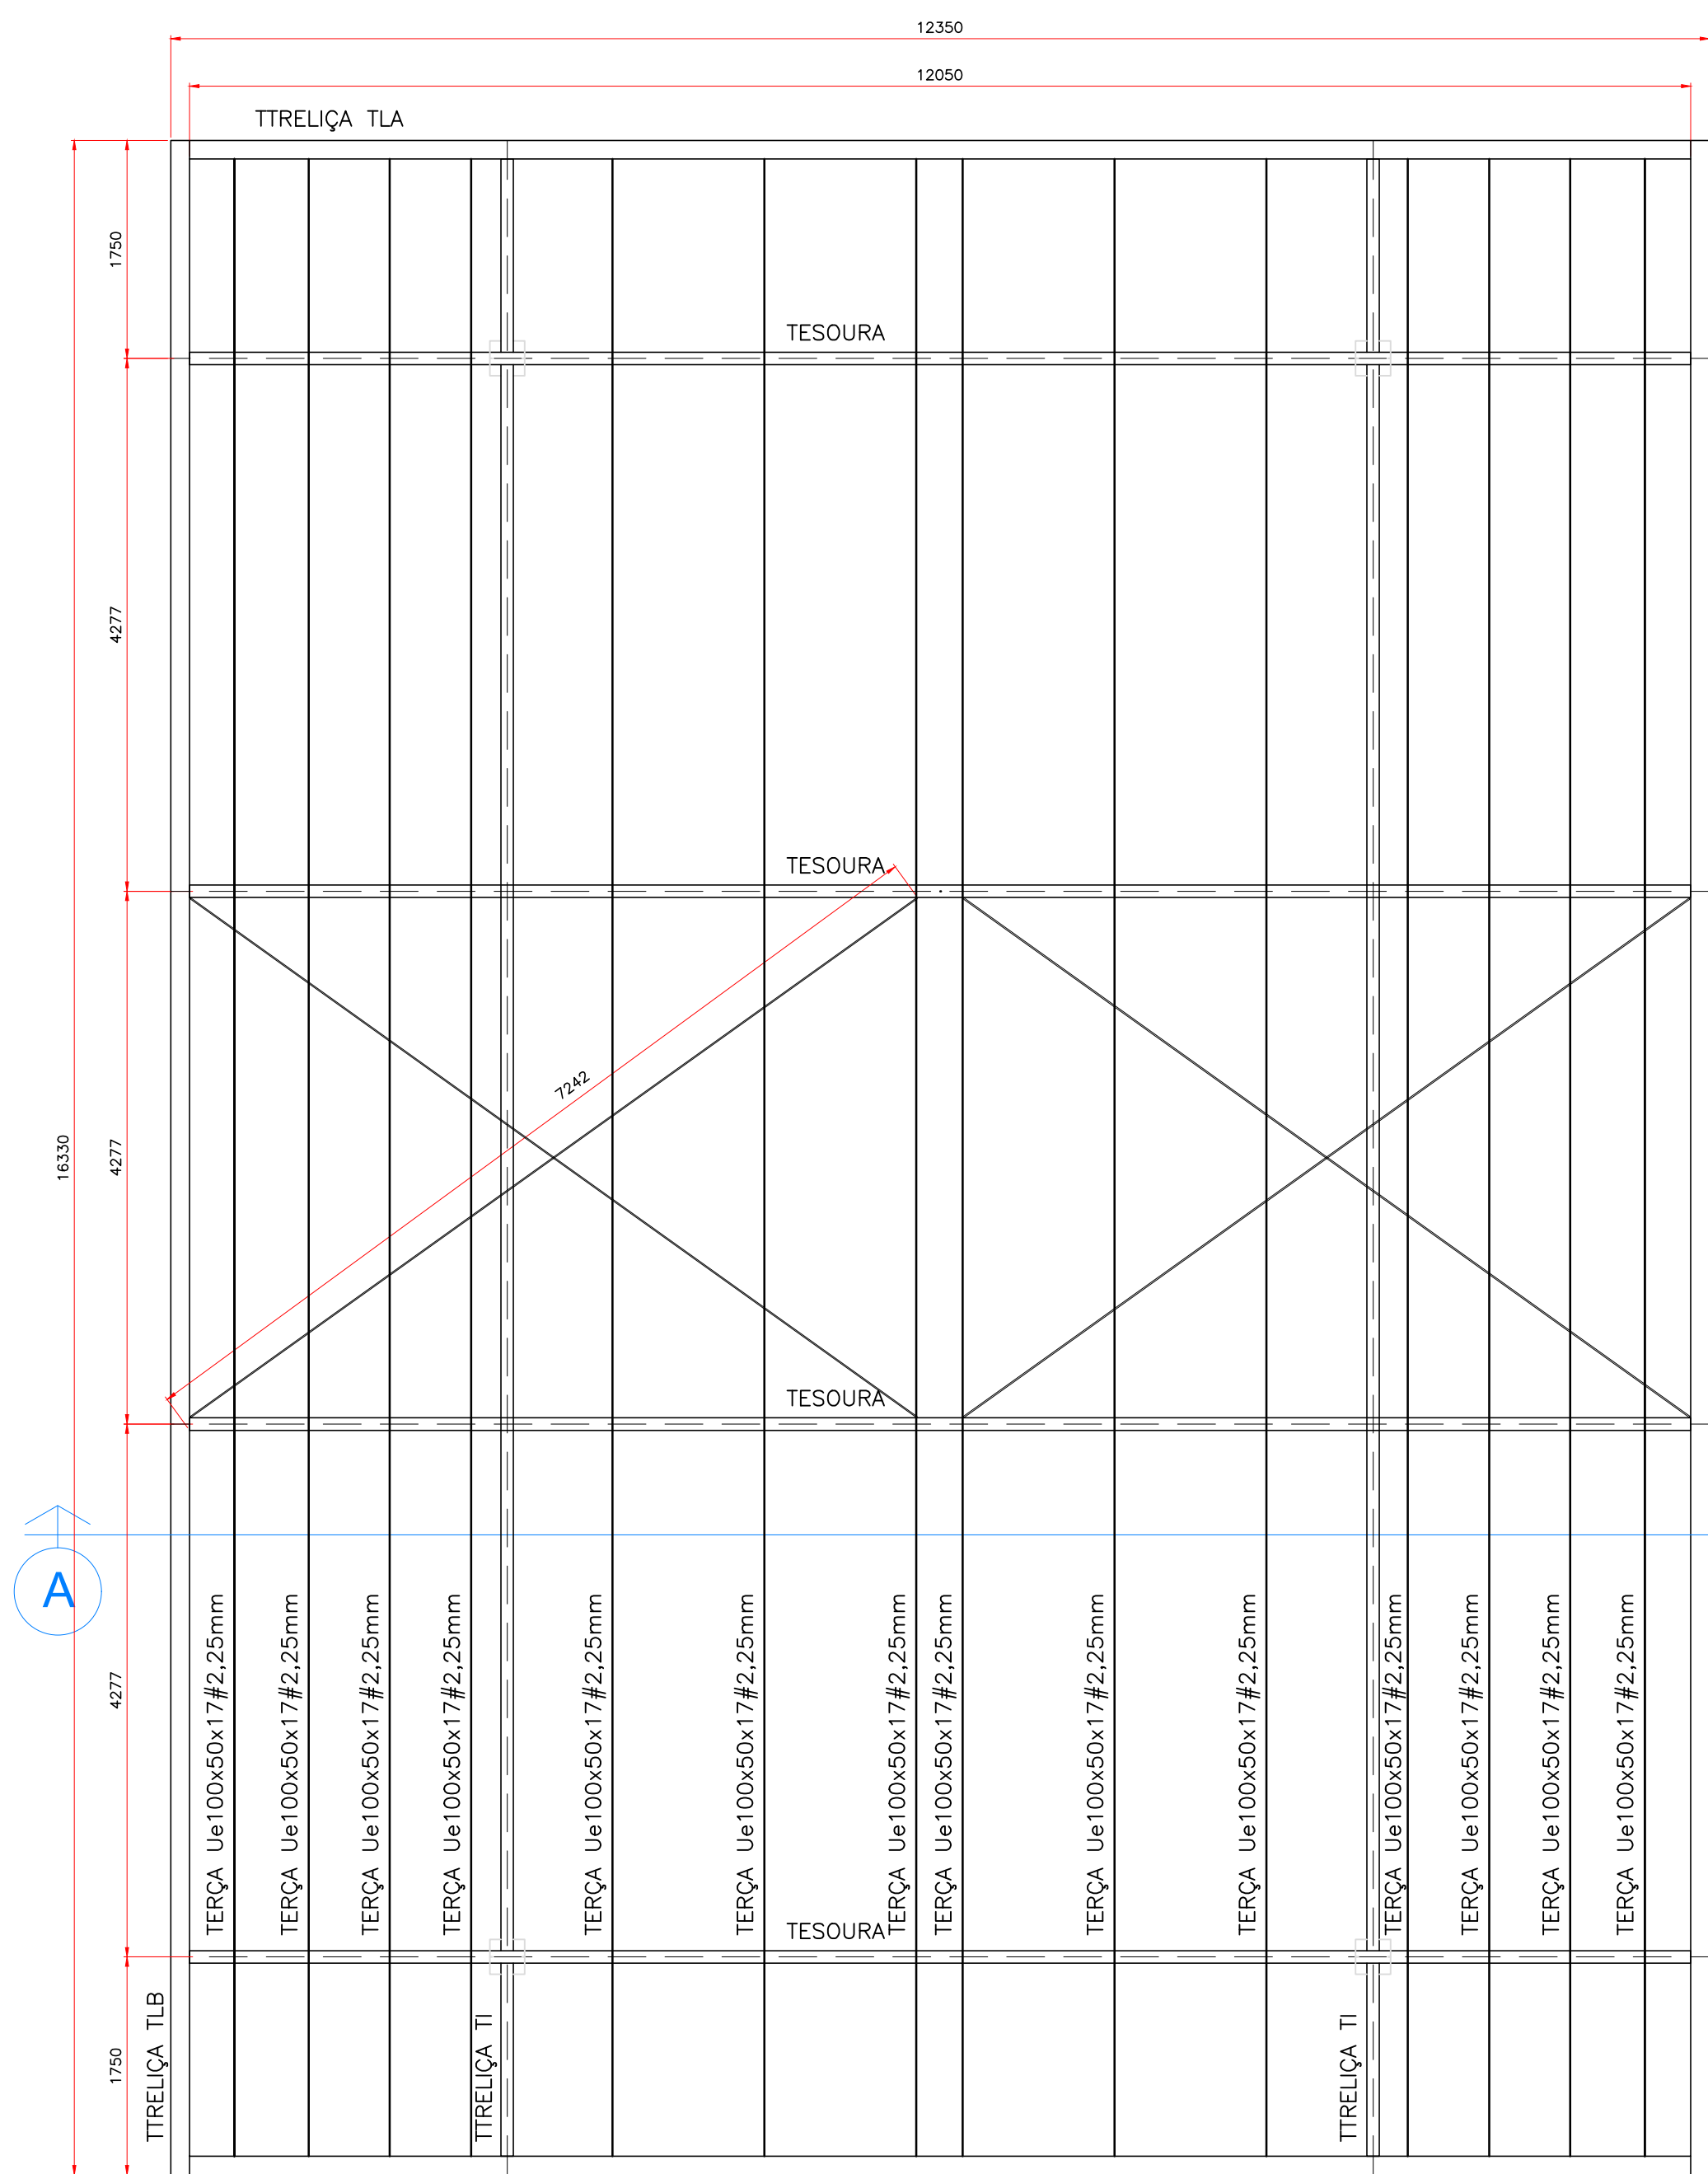 12350
12050
TTRELIÇA TLA
1750
TESOURA
4277
TESOURA
7242
4277
16330
TESOURA
A
4277
TERÇA Ue100x50x17#2,25mm
TERÇA Ue100x50x17#2,25mm
TERÇA Ue100x50x17#2,25mm
TERÇA Ue100x50x17#2,25mm
TERÇA Ue100x50x17#2,25mm
TERÇA Ue100x50x17#2,25mm
TERÇA Ue100x50x17#2,25mm
TERÇA Ue100x50x17#2,25mm
TERÇA Ue100x50x17#2,25mm
TERÇA Ue100x50x17#2,25mm
TERÇA Ue100x50x17#2,25mm
TERÇA Ue100x50x17#2,25mm
TERÇA Ue100x50x17#2,25mm
TERÇA Ue100x50x17#2,25mm
TESOURA
1750
TTRELIÇA TLB
TTRELIÇA TI
TTRELIÇA TI